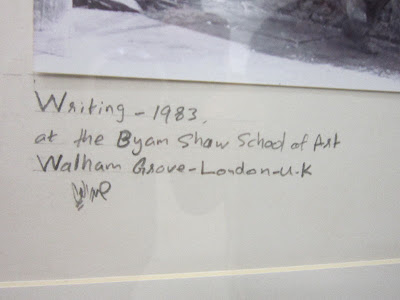 Writing - 1983,
at the Byam Shaw School of Art
Walham Grove - London - U.K